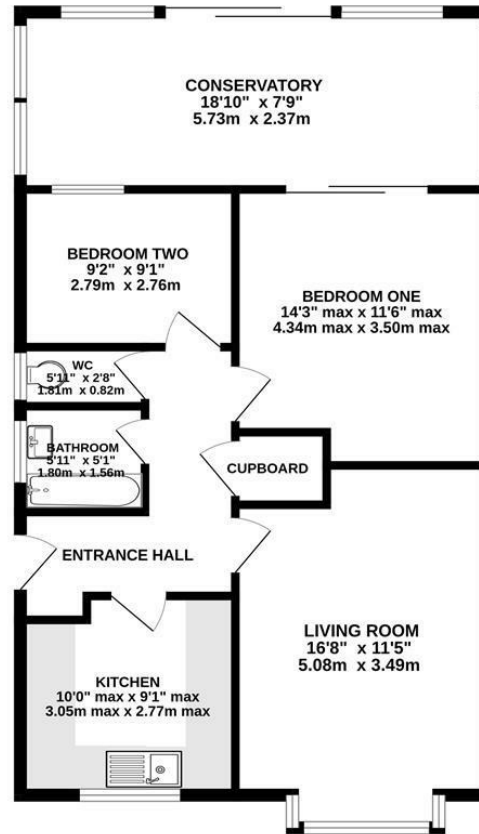 CONSERVATORY
18'10" x 7'9"
5.73m x 2.37m
BEDROOM TWO
9'2" x 9'1"
2.79m x 2.76m
BEDROOM ONE
14'3" max x 11'6" max
4.34m max x 3.50m max
WC
5'11" x 2'8"
1.81m x 0.82m
BATHROOM
5'11" x 5'1"
1.80m x 1.56m
CUPBOARD
ENTRANCE HALL
LIVING ROOM
16'8" x 11'5"
5.08m x 3.49m
KITCHEN
10'0" max x 9'1" max
3.05m max x 2.77m max